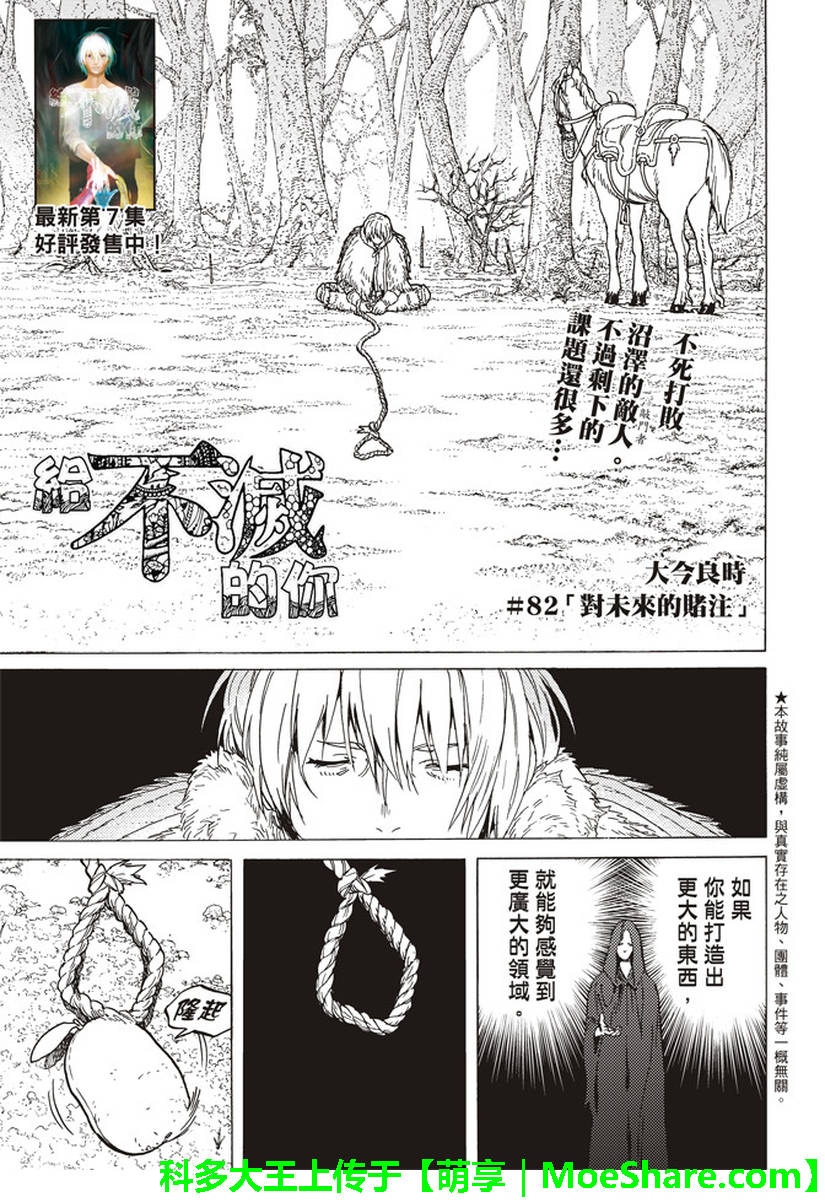 最新第7集
好評發售中！
不死打敗
沼澤的敵人。
敲門者
不過剩下的
課題還很多…
給不滅
的你
大今良時
#82「對未來的賭注」
★本故事純屬虛構，與真實存在之人物、團體、事件等一概無關。
如果
你能打造出
更大的東西，
就能夠感覺到
更廣大的領域。
隆起
科多大王上传于【萌享 | MoeShare.com】